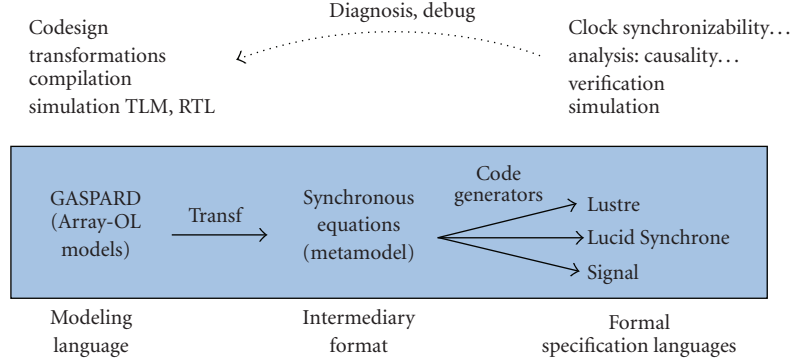 Diagnosis, debug
Codesign
transformations
compilation
simulation TLM, RTL
Clock synchronizability…
analysis: causality…
verification
simulation
GASPARD
(Array-OL
models)
Transf
Synchronous
equations
(metamodel)
Code
generators
Lustre
Lucid Synchrone
Signal
Modeling
language
Intermediary
format
Formal
specification languages